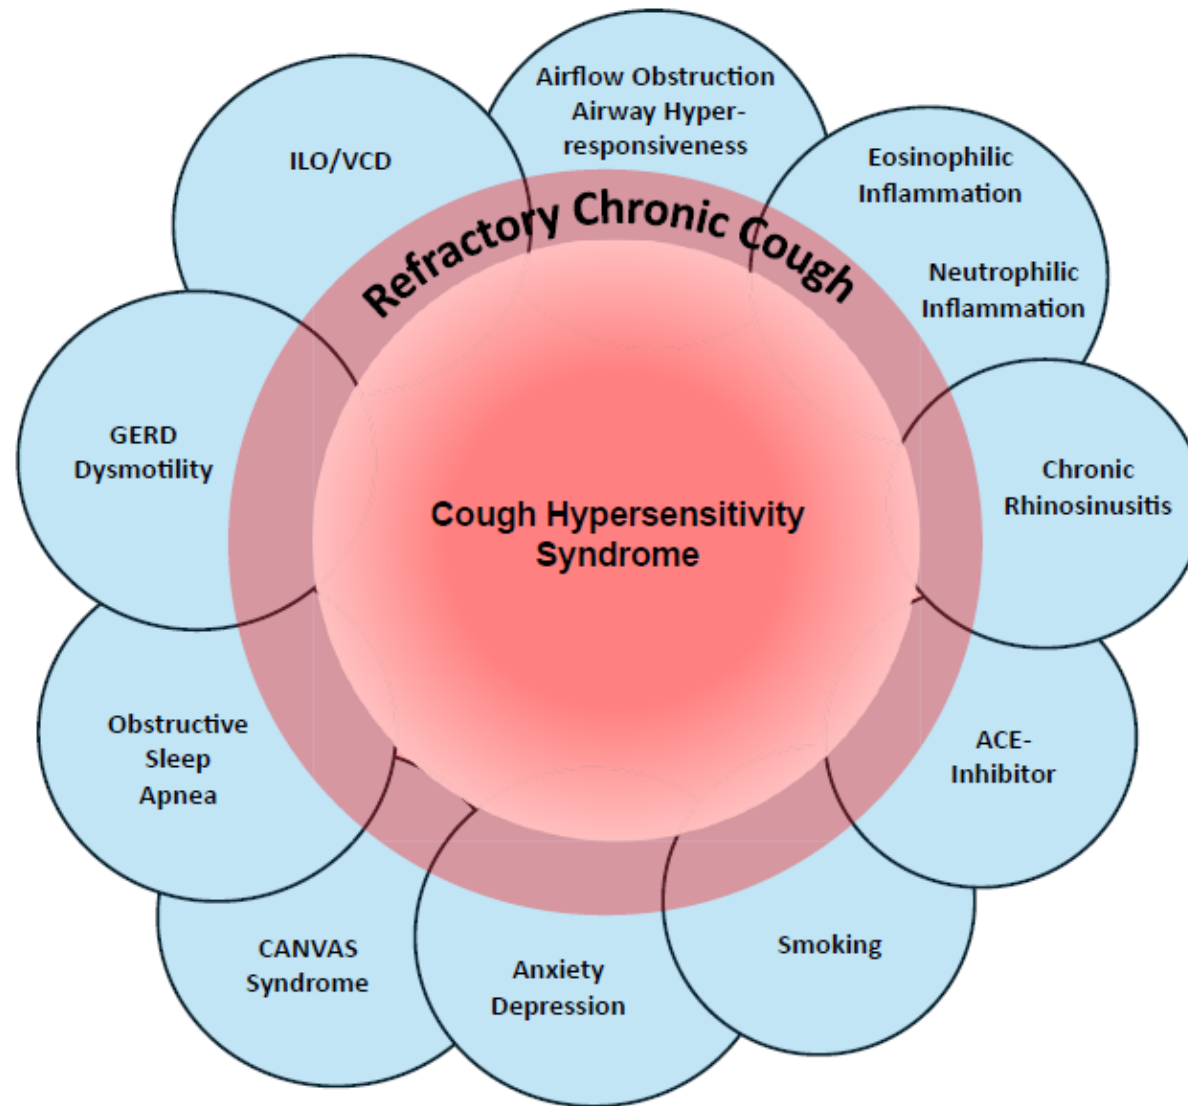 Airflow Obstruction
Airway Hyper-
responsiveness
ILO/VCD
Eosinophilic
Inflammation
Neutrophilic
Inflammation
Refractory Chronic Cough
GERD
Dysmotility
Chronic
Rhinosinusitis
Cough Hypersensitivity
Syndrome
Obstructive
Sleep
Apnea
ACE-
Inhibitor
CANVAS
Syndrome
Anxiety
Depression
Smoking